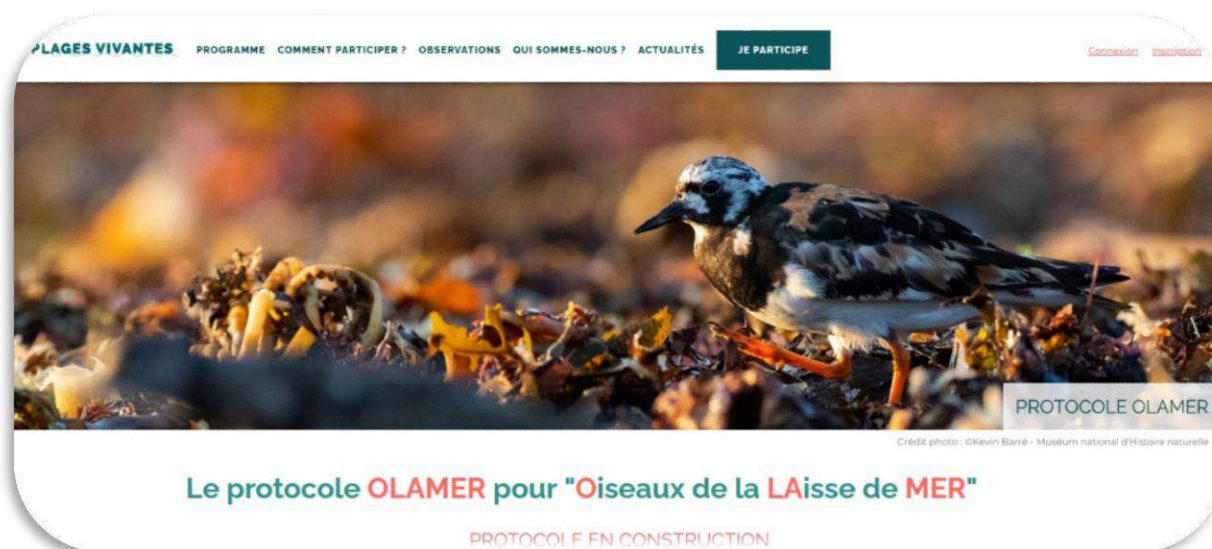 PLAGES VIVANTES PROGRAMME COMMENT PARTICIPER ? OBSERVATIONS QUI SOMMES-NOUS ? ACTUALITÉS JE PARTICIPE Connexion Inscription
PROTOCOLE OLAMER
Crédit photo : ©Kevin Barré - Muséum national d'Histoire naturelle
Le protocole OLAMER pour "Oiseaux de la LAisse de MER"
PROTOCOLE EN CONSTRUCTION